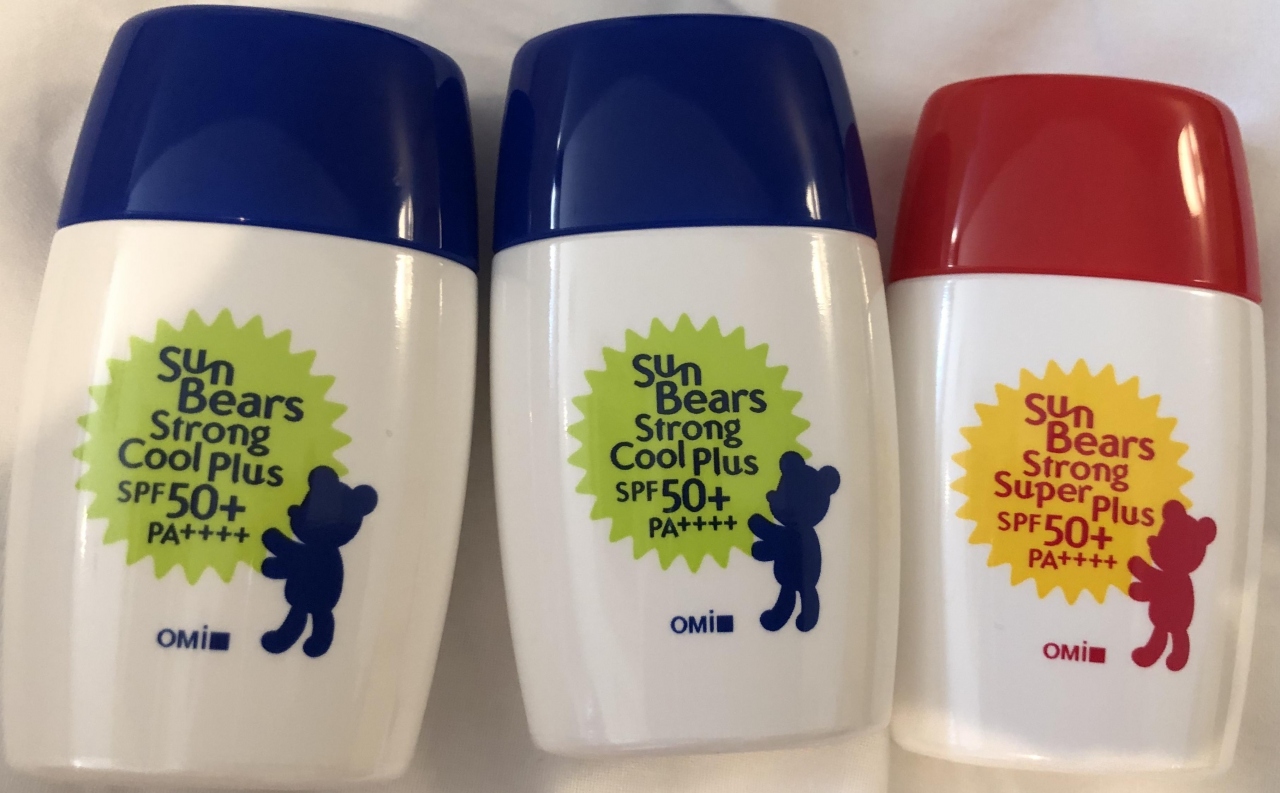 Sun
Bears
Strong
Cool Plus
SPF50+
PA++++
OMi
Sun
Bears
Strong
Cool Plus
SPF50+
PA++++
OMi
Sun
Bears
Strong
Super Plus
SPF50+
PA++++
OMi